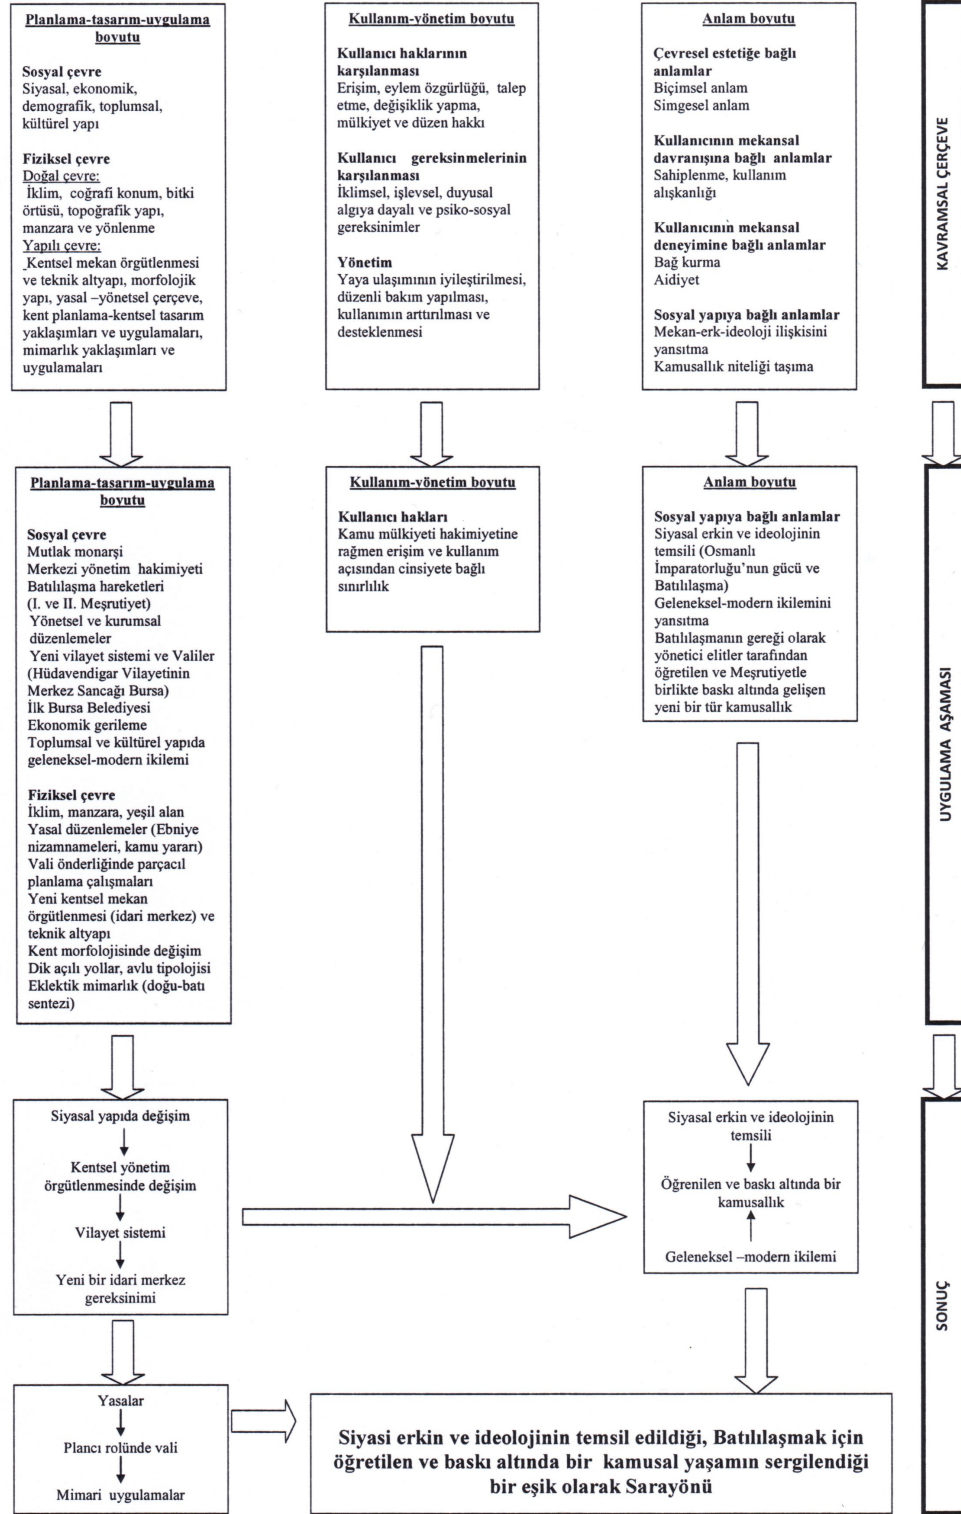 Planlama-tasarım-uygulama
boyutu
Sosyal çevre
Siyasal, ekonomik,
demografik, toplumsal,
kültürel yapı
Fiziksel çevre
Doğal çevre:
İklim, coğrafi konum, bitki
örtüsü, topoğrafik yapı,
manzara ve yönlenme
Yapılı çevre:
Kentsel mekan örgütlenmesi
ve teknik altyapı, morfolojik
yapı, yasal –yönetsel çerçeve,
kent planlama-kentsel tasarım
yaklaşımları ve uygulamaları,
mimarlık yaklaşımları ve
uygulamaları
Kullanım-yönetim boyutu
Kullanıcı haklarının
karşılanması
Erişim, eylem özgürlüğü, talep
etme, değişiklik yapma,
mülkiyet ve düzen hakkı
Kullanıcı gereksinmelerinin
karşılanması
İklimsel, işlevsel, duyusal
algıya dayalı ve psiko-sosyal
gereksinimler
Yönetim
Yaya ulaşımının iyileştirilmesi,
düzenli bakım yapılması,
kullanımın arttırılması ve
desteklenmesi
Anlam boyutu
Çevresel estetiğe bağlı
anlamlar
Biçimsel anlam
Simgesel anlam
Kullanıcının mekansal
davranışına bağlı anlamlar
Sahiplenme, kullanım
alışkanlığı
Kullanıcının mekansal
deneyimine bağlı anlamlar
Bağ kurma
Aidiyet
Sosyal yapıya bağlı anlamlar
Mekan-erk-ideoloji ilişkisini
yansıtma
Kamusallık niteliği taşıma
KAVRAMSAL ÇERÇEVE
Planlama-tasarım-uygulama
boyutu
Sosyal çevre
Mutlak monarşi
Merkezi yönetim hakimiyeti
Batılılaşma hareketleri
(I. ve II. Meşrutiyet)
Yönetsel ve kurumsal
düzenlemeler
Yeni vilayet sistemi ve Valiler
(Hüdavendigar Vilayetinin
Merkez Sancağı Bursa)
İlk Bursa Belediyesi
Ekonomik gerileme
Toplumsal ve kültürel yapıda
geleneksel-modern ikilemi
Fiziksel çevre
İklim, manzara, yeşil alan
Yasal düzenlemeler (Ebniye
nizamnameleri, kamu yararı)
Vali önderliğinde parçacıl
planlama çalışmaları
Yeni kentsel mekan
örgütlenmesi (idari merkez) ve
teknik altyapı
Kent morfolojisinde değişim
Dik açılı yollar, avlu tipolojisi
Eklektik mimarlık (doğu-batı
sentezi)
Kullanım-yönetim boyutu
Kullanıcı hakları
Kamu mülkiyeti hakimiyetine
rağmen erişim ve kullanım
açısından cinsiyete bağlı
sınırlılık
Anlam boyutu
Sosyal yapıya bağlı anlamlar
Siyasal erkin ve ideolojinin
temsili (Osmanlı
İmparatorluğu'nun gücü ve
Batılılaşma)
Geleneksel-modern ikilemini
yansıtma
Batılılaşmanın gereği olarak
yönetici elitler tarafından
öğretilen ve Meşrutiyetle
birlikte baskı altında gelişen
yeni bir tür kamusallık
UYGULAMA AŞAMASI
Siyasal yapıda değişim
Kentsel yönetim
örgütlenmesinde değişim
Vilayet sistemi
Yeni bir idari merkez
gereksinimi
Siyasal erkin ve ideolojinin
temsili
Öğrenilen ve baskı altında bir
kamusallık
Geleneksel –modern ikilemi
SONUÇ
Yasalar
Plancı rolünde vali
Mimari uygulamalar
Siyasi erkin ve ideolojinin temsil edildiği, Batılılaşmak için
öğretilen ve baskı altında bir kamusal yaşamın sergilendiği
bir eşik olarak Sarayönü